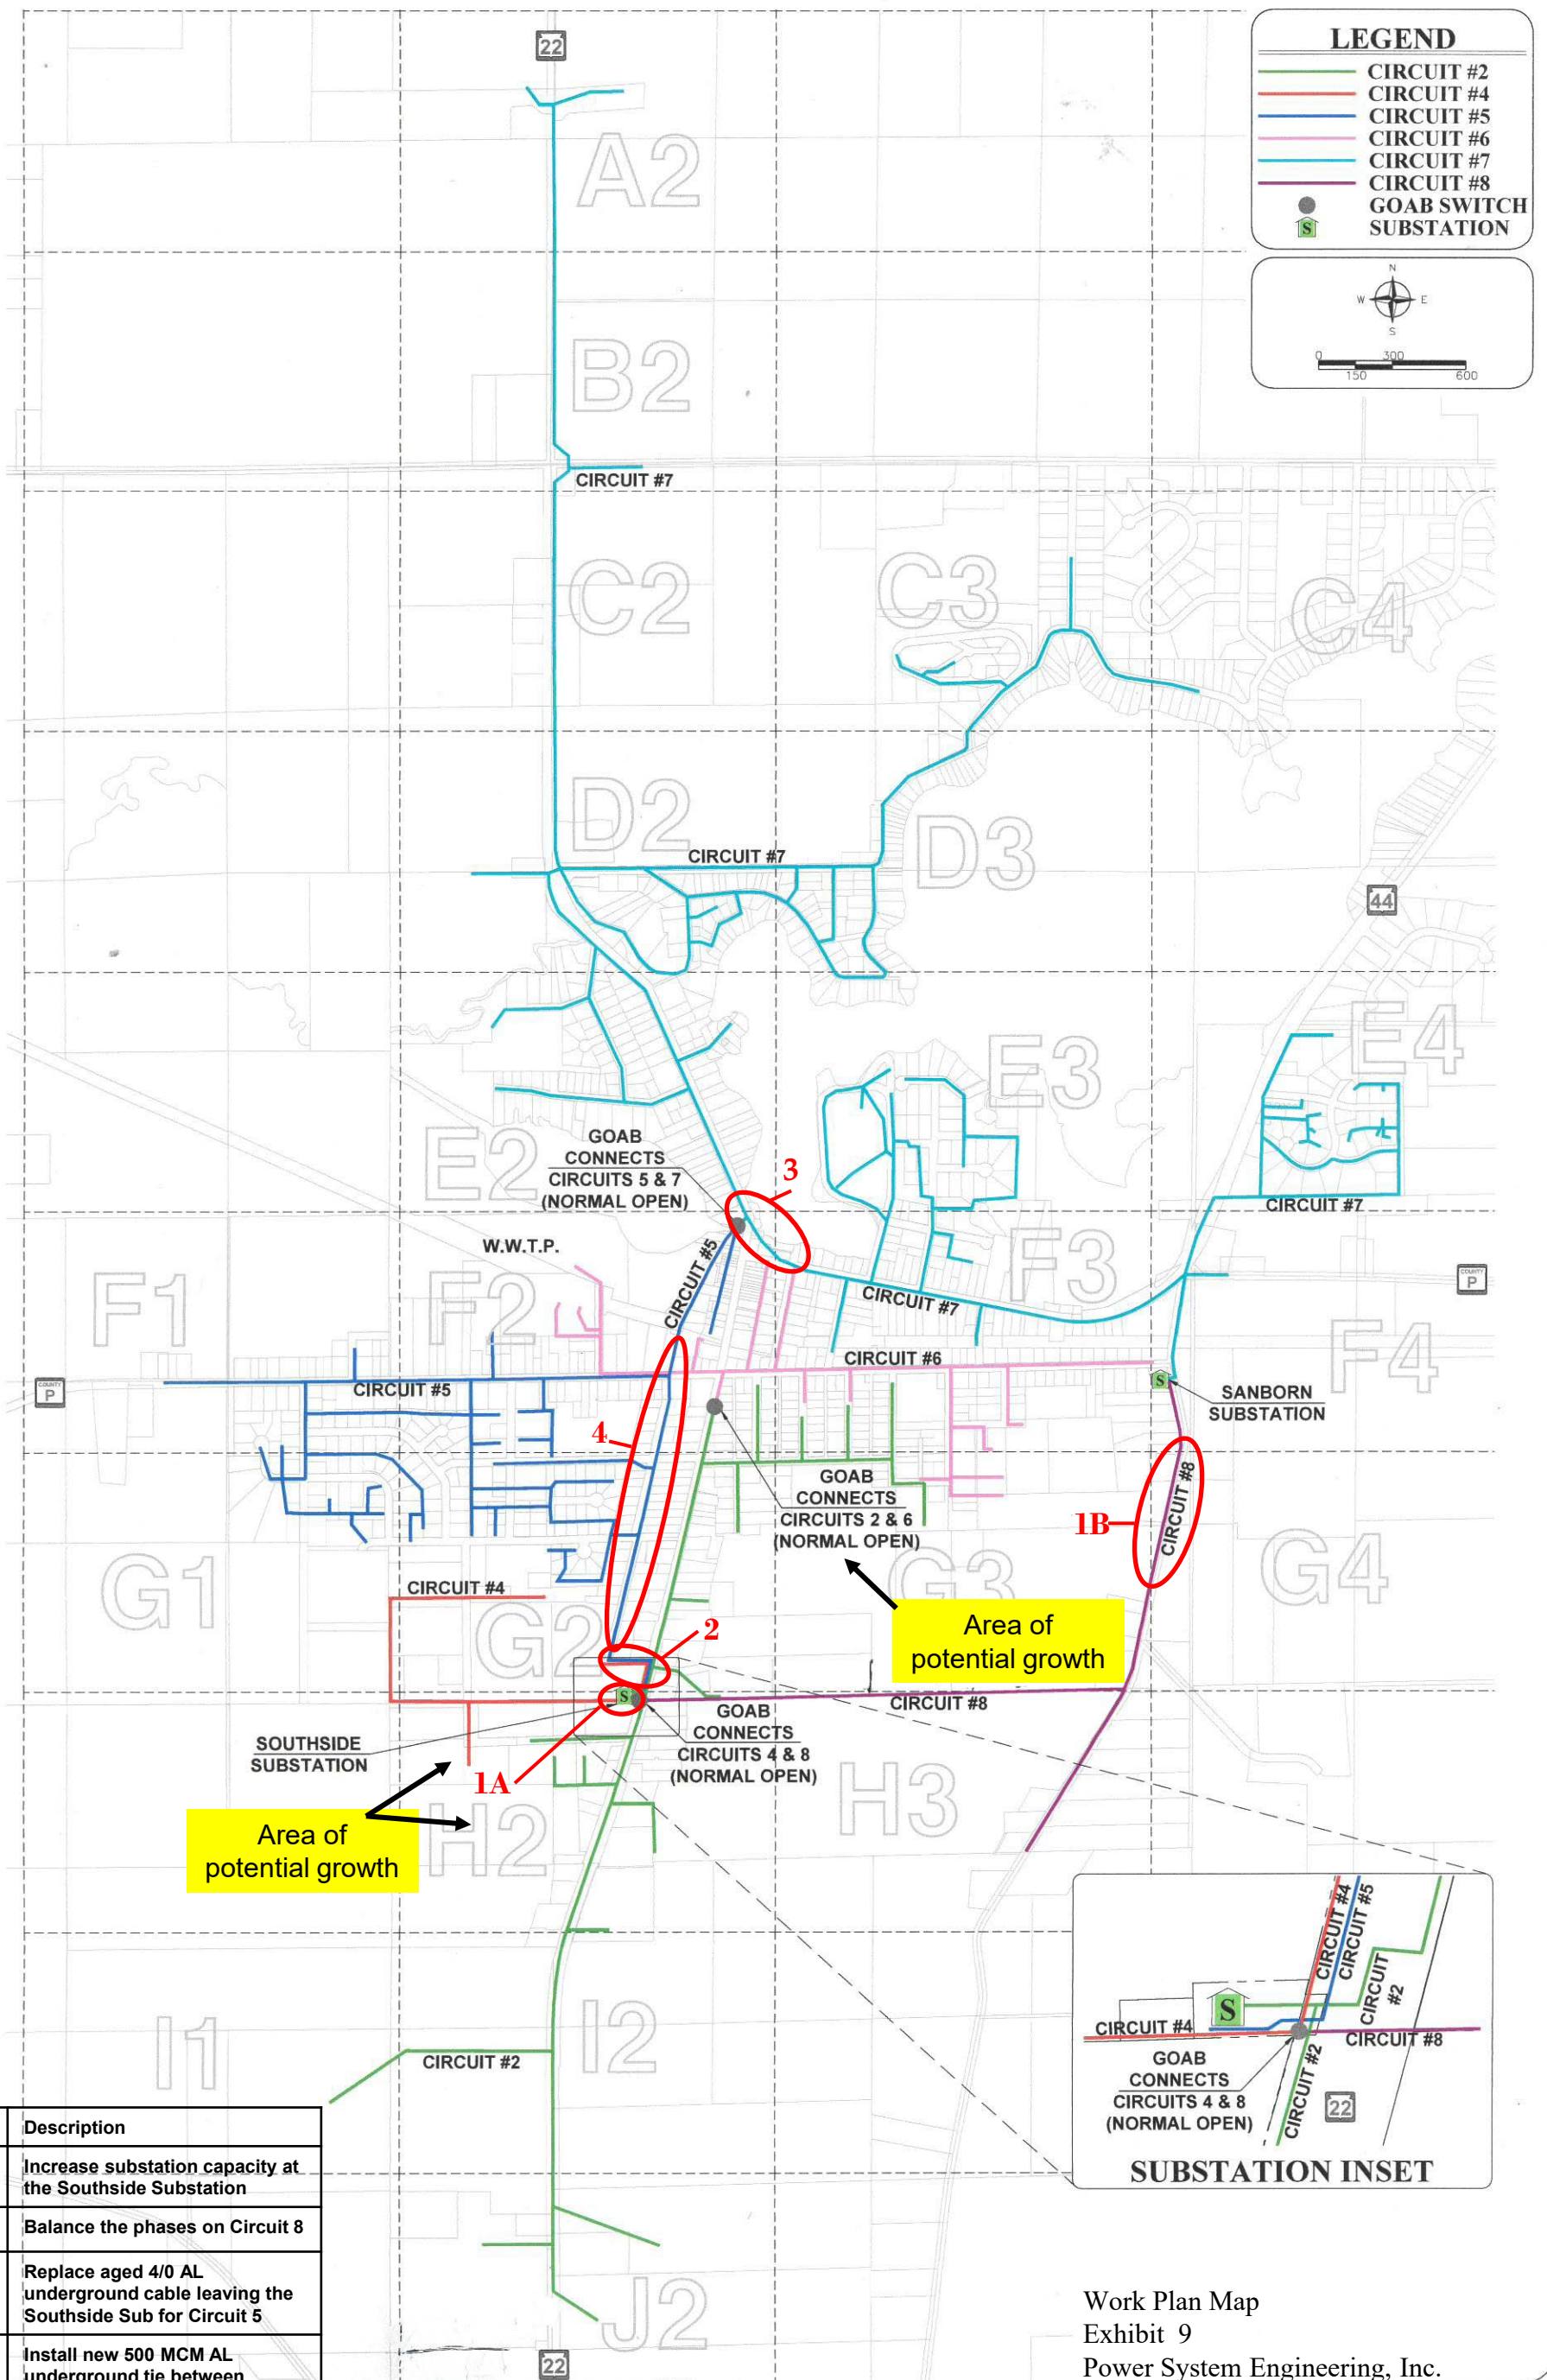 22
LEGEND
CIRCUIT #2
CIRCUIT #4
CIRCUIT #5
CIRCUIT #6
CIRCUIT #7
CIRCUIT #8
GOAB SWITCH
S SUBSTATION
N
W E
S
0 300
150 600
A2
B2
CIRCUIT #7
C2
C3
C4
D2
CIRCUIT #7
D3
44
E4
E3
E2
GOAB
CONNECTS
CIRCUITS 5 & 7
(NORMAL OPEN)
3
CIRCUIT #7
W.W.T.P.
CIRCUIT #5
F1
F2
F3
CIRCUIT #7
COUNTY
P
F4
CIRCUIT #6
COUNTY
P
CIRCUIT #5
S
SANBORN
SUBSTATION
4
GOAB
CONNECTS
CIRCUITS 2 & 6
(NORMAL OPEN)
1B
CIRCUIT #8
G1
CIRCUIT #4
G2
G3
G4
Area of
potential growth
2
S
CIRCUIT #8
GOAB
CONNECTS
CIRCUITS 4 & 8
(NORMAL OPEN)
SOUTHSIDE
SUBSTATION
1A
H2
H3
Area of
potential growth
I1
I2
CIRCUIT #2
CIRCUIT #4
CIRCUIT #5
CIRCUIT
#2
S
CIRCUIT #4
CIRCUIT #8
GOAB
CONNECTS
CIRCUITS 4 & 8
(NORMAL OPEN)
CIRCUIT #2
22
SUBSTATION INSET
Description
Increase substation capacity at
the Southside Substation
Balance the phases on Circuit 8
Replace aged 4/0 AL
underground cable leaving the
Southside Sub for Circuit 5
Install new 500 MCM AL
underground tie between
J2
22
Work Plan Map
Exhibit 9
Power System Engineering, Inc.